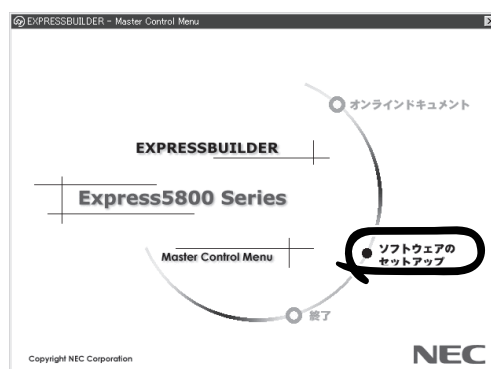 EXPRESSBUILDER - Master Control Menu
オンラインドキュメント
EXPRESSBUILDER
Express5800 Series
ソフトウェアの
セットアップ
Master Control Menu
終了
Copyright NEC Corporation
NEC